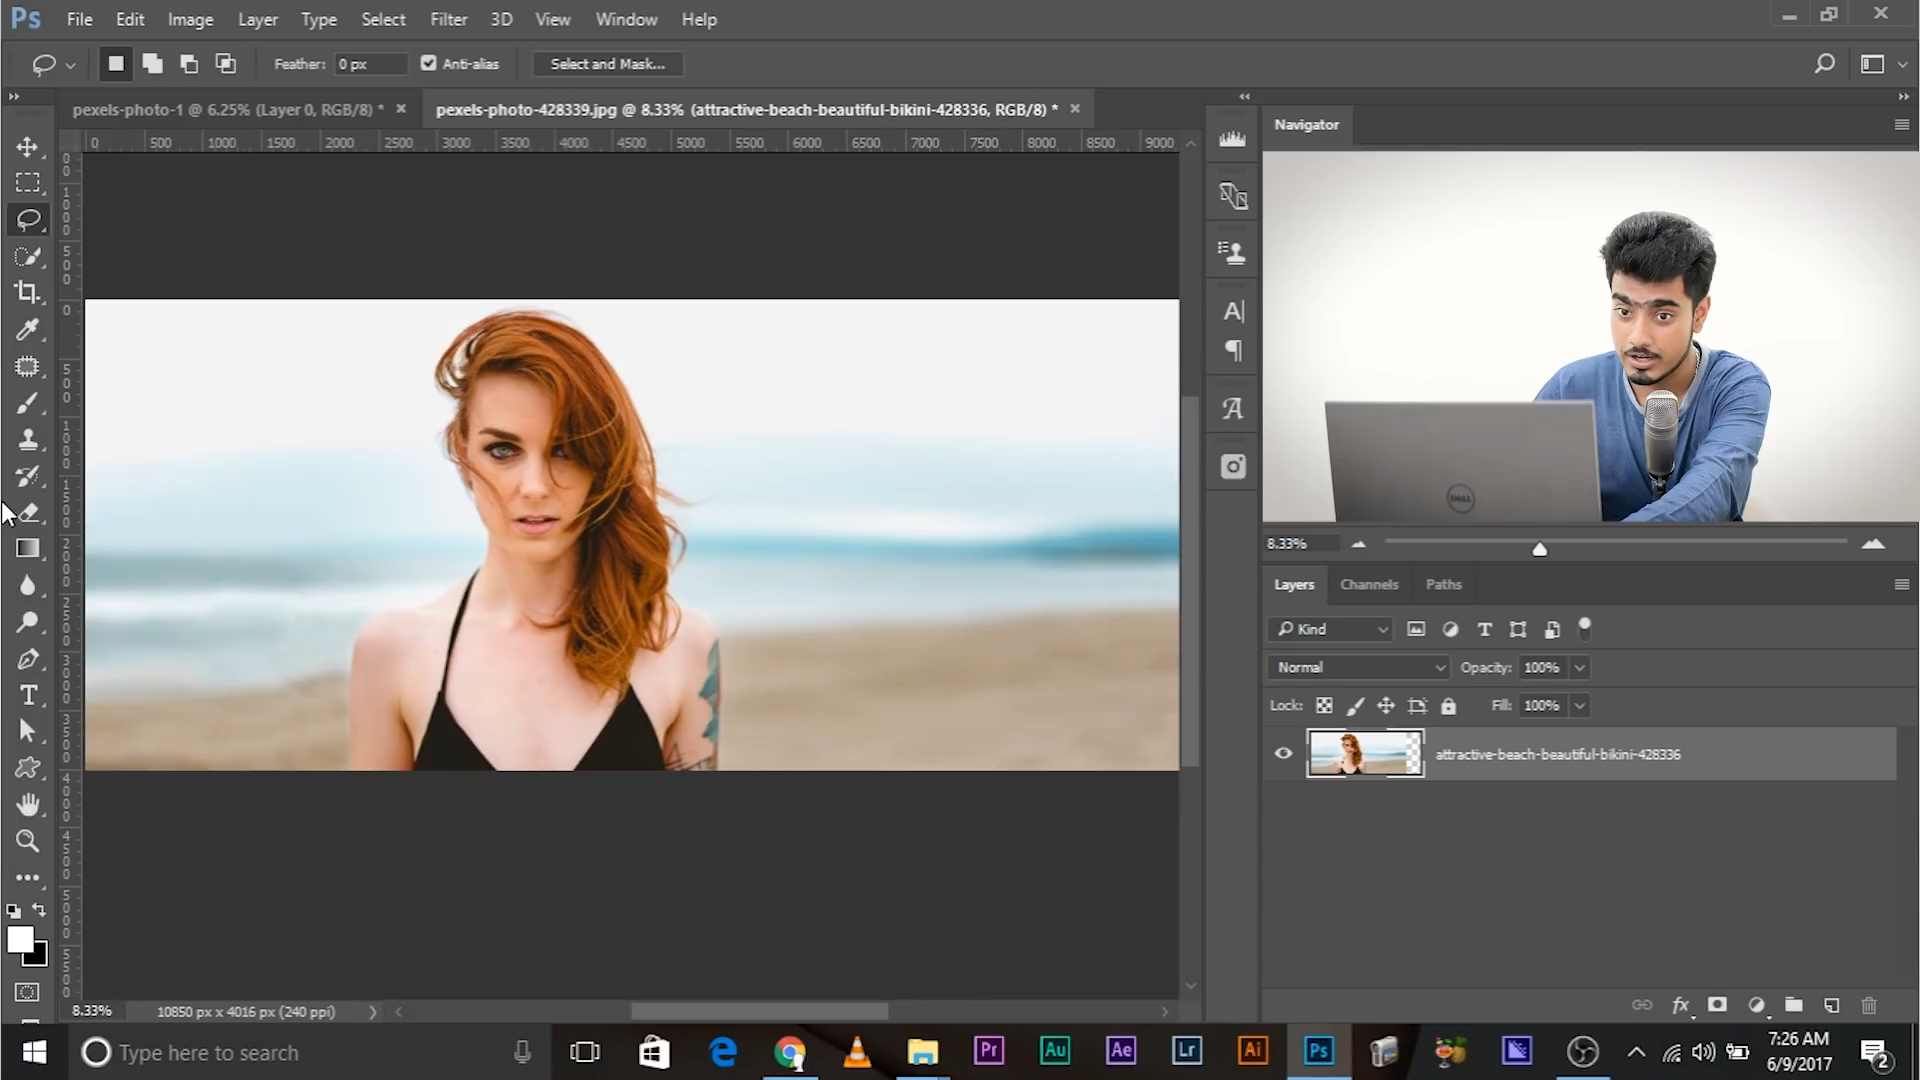 Ps File Edit Image Layer Type Select Filter 3D View Window Help
Feather: 0 px Anti-alias Select and Mask...
pexels-photo-1 @ 6.25% (Layer 0, RGB/8) * × pexels-photo-428339.jpg @ 8.33% (attractive-beach-beautiful-bikini-428336, RGB/8) * ×
Navigator
0 500 1000 1500 2000 2500 3000 3500 4000 4500 5000 5500 6000 6500 7000 7500 8000 8500 9000
DELL
8.33%
Layers Channels Paths
Kind
Normal Opacity: 100%
Lock: Fill: 100%
attractive-beach-beautiful-bikini-428336
8.33% 10850 px x 4016 px (240 ppi)
Type here to search
Pr Au Ae Lr Ai Ps
7:26 AM
6/9/2017
2